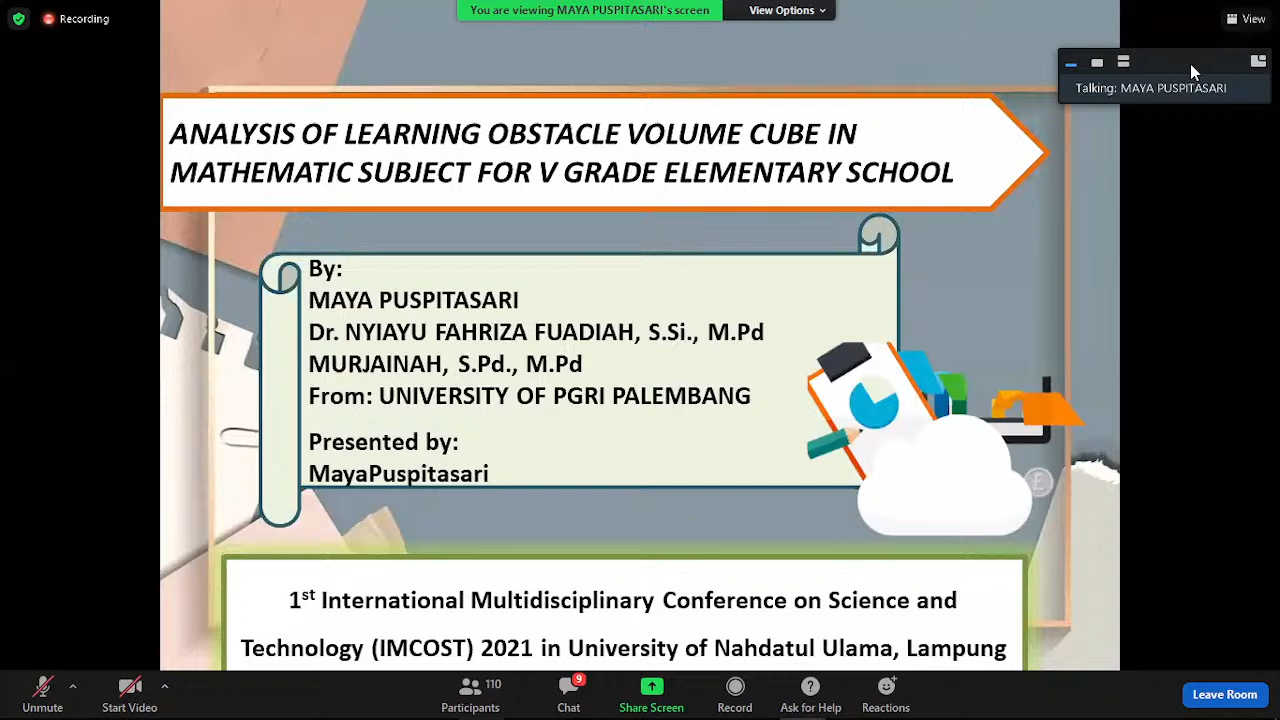 Recording
You are viewing MAYA PUSPITASARI's screen
View Options
View
Talking: MAYA PUSPITASARI
ANALYSIS OF LEARNING OBSTACLE VOLUME CUBE IN
MATHEMATIC SUBJECT FOR V GRADE ELEMENTARY SCHOOL
By:
MAYA PUSPITASARI
Dr. NYIAYU FAHRIZA FUADIAH, S.Si., M.Pd
MURJAINAH, S.Pd., M.Pd
From: UNIVERSITY OF PGRI PALEMBANG
Presented by:
MayaPuspitasari
£
1st International Multidisciplinary Conference on Science and
Technology (IMCOST) 2021 in University of Nahdatul Ulama, Lampung
Unmute
Start Video
110
Participants
9
Chat
Share Screen
Record
Ask for Help
Reactions
Leave Room